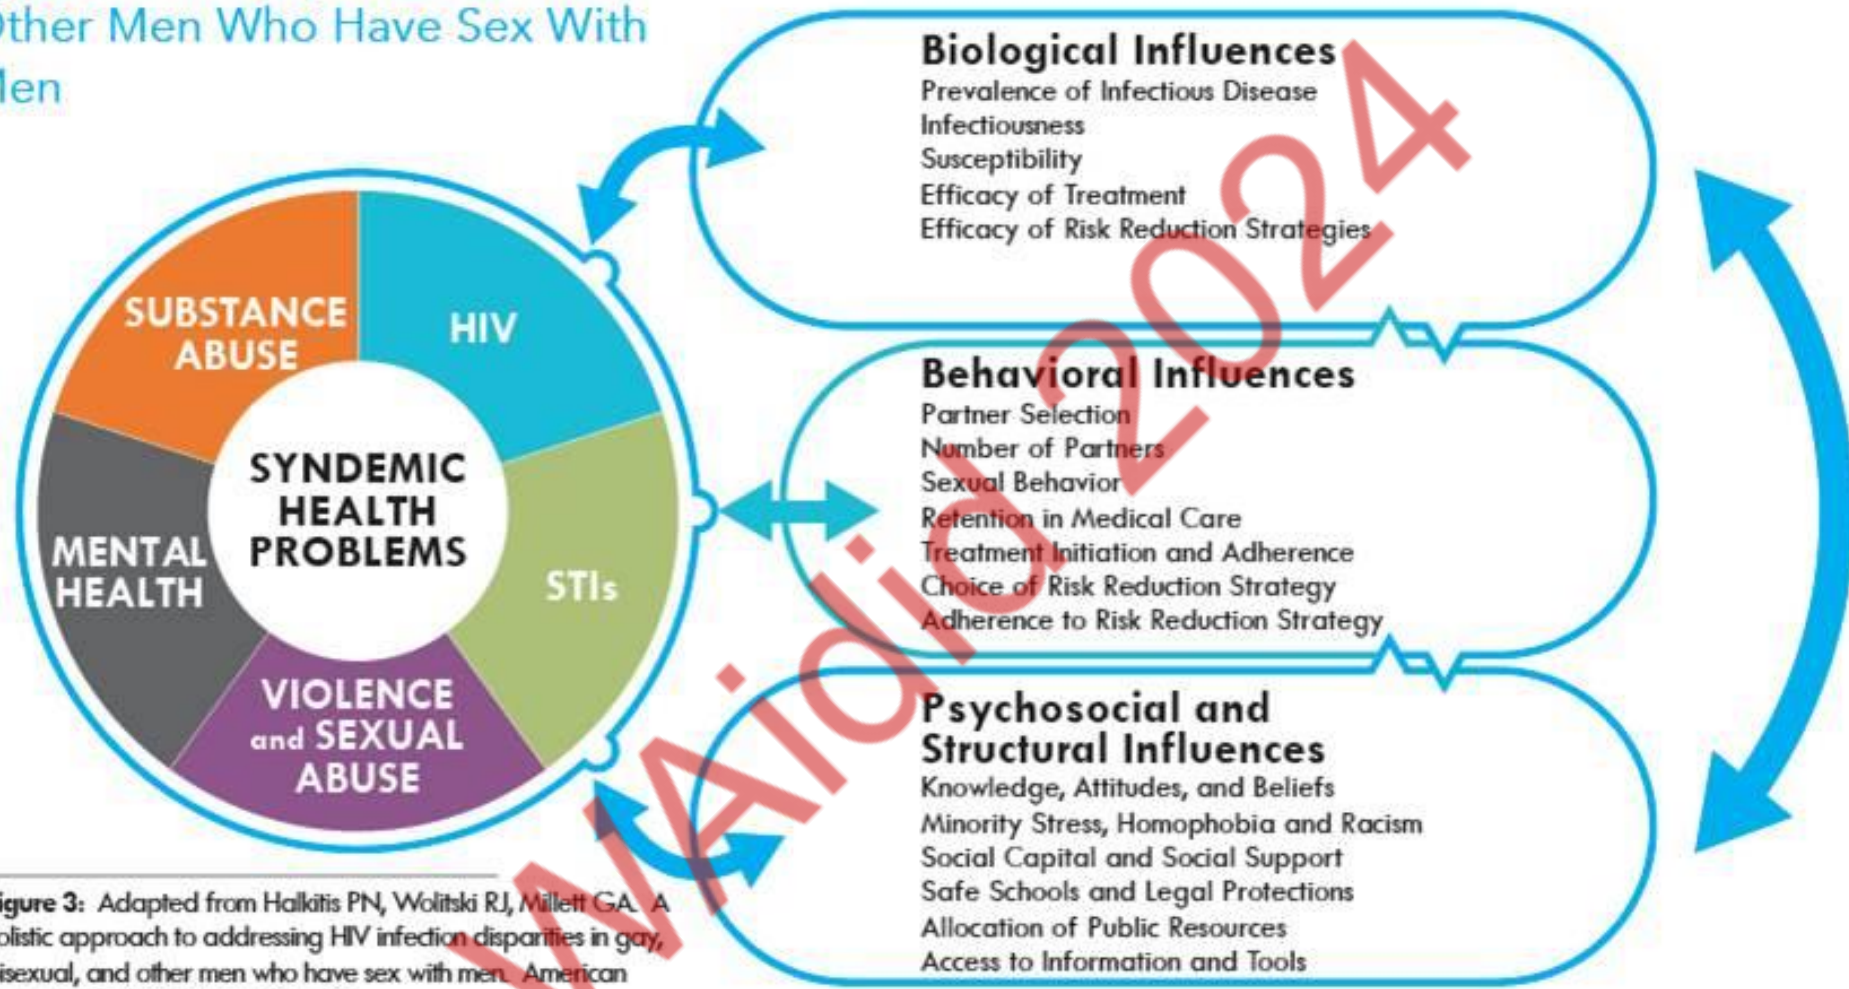 Other Men Who Have Sex With
Men
SUBSTANCE
ABUSE
HIV
SYNDEMIC
HEALTH
PROBLEMS
MENTAL
HEALTH
STIs
VIOLENCE
and SEXUAL
ABUSE
Biological Influences
Prevalence of Infectious Disease
Infectiousness
Susceptibility
Efficacy of Treatment
Efficacy of Risk Reduction Strategies
Behavioral Influences
Partner Selection
Number of Partners
Sexual Behavior
Retention in Medical Care
Treatment Initiation and Adherence
Choice of Risk Reduction Strategy
Adherence to Risk Reduction Strategy
Psychosocial and
Structural Influences
Knowledge, Attitudes, and Beliefs
Minority Stress, Homophobia and Racism
Social Capital and Social Support
Safe Schools and Legal Protections
Allocation of Public Resources
Access to Information and Tools
igure 3: Adapted from Halkitis PN, Wolitski RJ, Millett GA. A
olistic approach to addressing HIV infection disparities in gay,
isexual, and other men who have sex with men. American
WAidid 2024